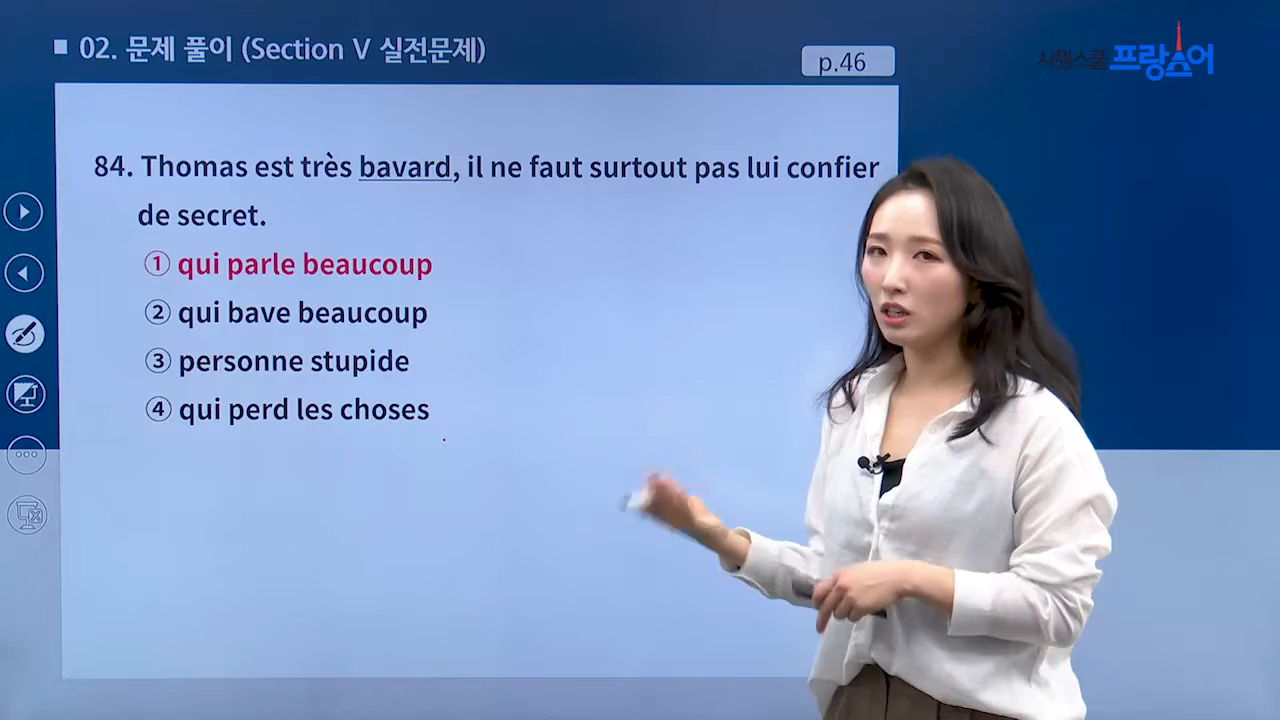 02. 문제 풀이 (Section V 실전문제)
p.46
시원스쿨 프랑스어
84. Thomas est très bavard, il ne faut surtout pas lui confier
de secret.
① qui parle beaucoup
② qui bave beaucoup
③ personne stupide
④ qui perd les choses